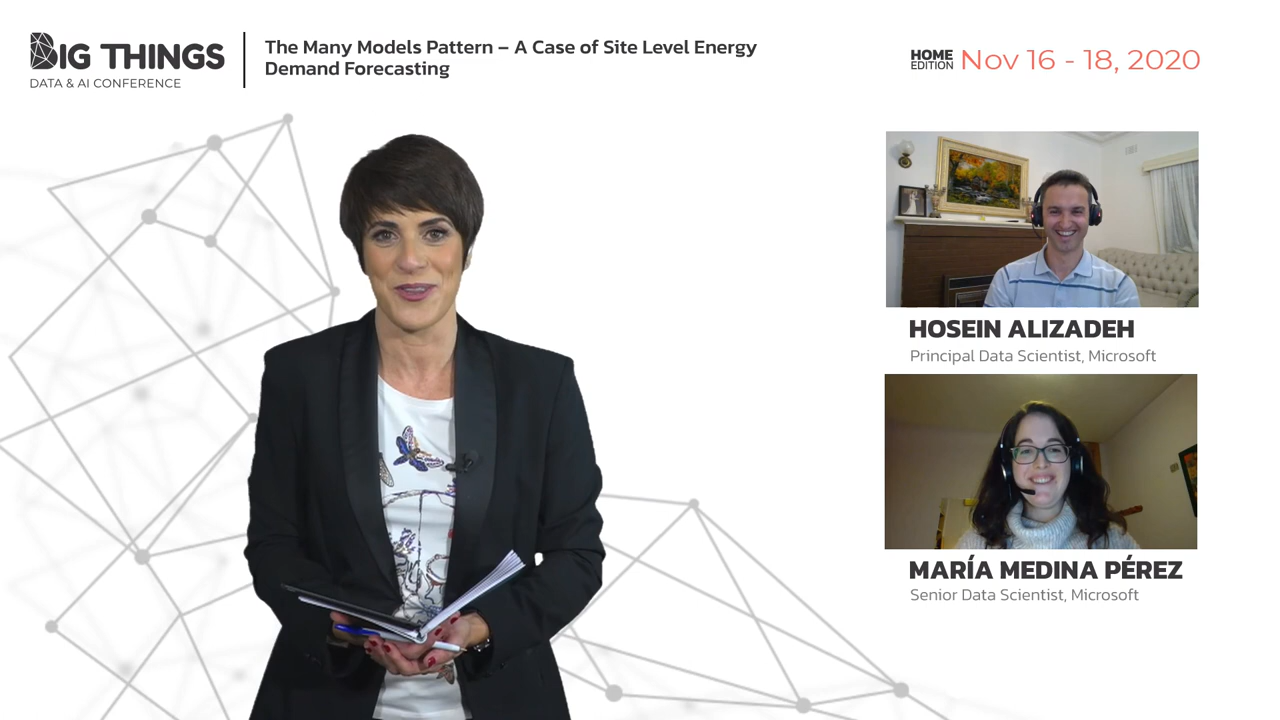 BIG THINGS
DATA & AI CONFERENCE
The Many Models Pattern – A Case of Site Level Energy
Demand Forecasting
HOME
EDITION
Nov 16 - 18, 2020
HOSEIN ALIZADEH
Principal Data Scientist, Microsoft
MARÍA MEDINA PÉREZ
Senior Data Scientist, Microsoft